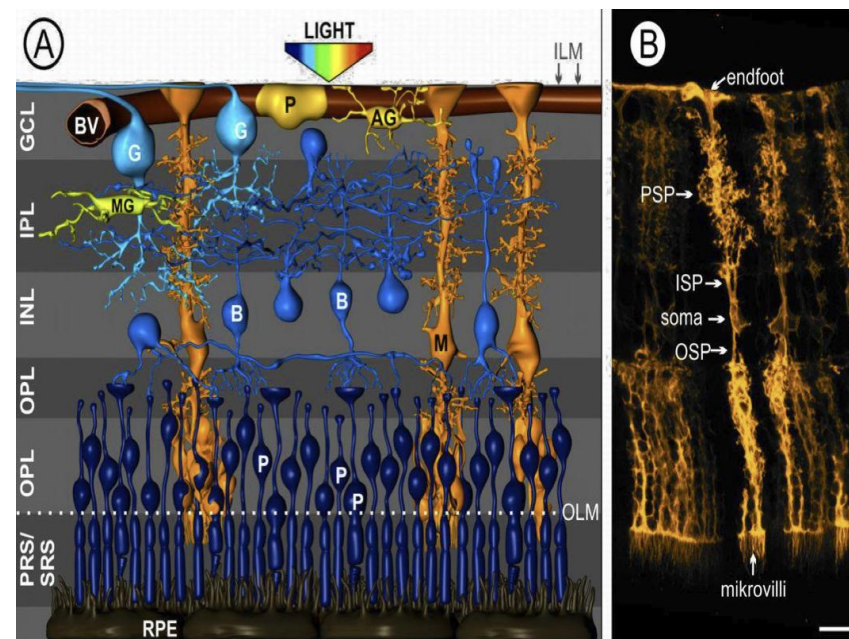 A
LIGHT
ILM
GCL
BV
G
G
P
AG
IPL
MG
INL
B
B
M
OPL
OPL
P
P
P
OLM
PRS/
SRS
RPE
B
endfoot
PSP
ISP
soma
OSP
mikrovilli